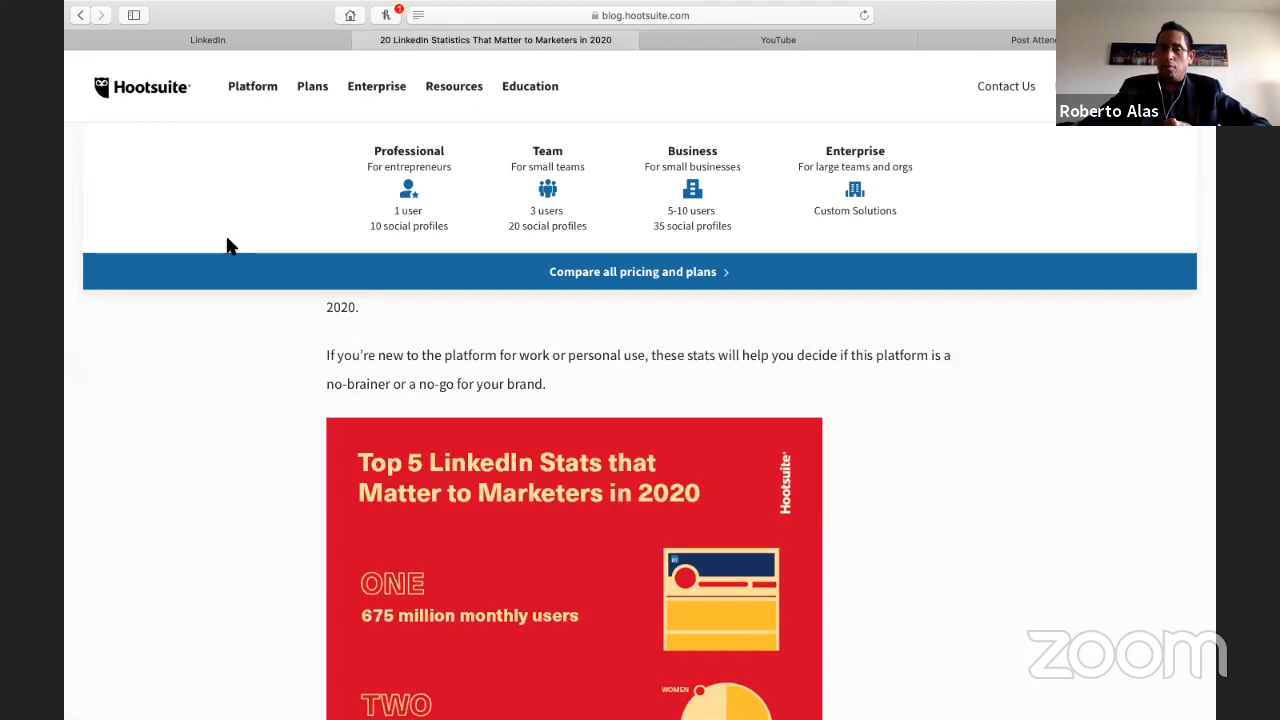 1
blog.hootsuite.com
LinkedIn
20 LinkedIn Statistics That Matter to Marketers in 2020
YouTube
Post Atten
Hootsuite
Platform
Plans
Enterprise
Resources
Education
Contact Us
Roberto Alas
Professional
For entrepreneurs
1 user
10 social profiles
Team
For small teams
3 users
20 social profiles
Business
For small businesses
5-10 users
35 social profiles
Enterprise
For large teams and orgs
Custom Solutions
Compare all pricing and plans
2020.
If you're new to the platform for work or personal use, these stats will help you decide if this platform is a
no-brainer or a no-go for your brand.
Top 5 LinkedIn Stats that
Matter to Marketers in 2020
Hootsuite
ONE
675 million monthly users
in
TWO
WOMEN
zoom